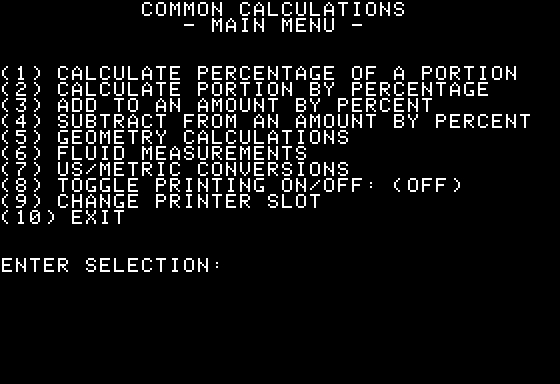 COMMON CALCULATIONS
- MAIN MENU -
(1) CALCULATE PERCENTAGE OF A PORTION
(2) CALCULATE PORTION BY PERCENTAGE
(3) ADD TO AN AMOUNT BY PERCENT
(4) SUBTRACT FROM AN AMOUNT BY PERCENT
(5) GEOMETRY CALCULATIONS
(6) FLUID MEASUREMENTS
(7) US/METRIC CONVERSIONS
(8) TOGGLE PRINTING ON/OFF: (OFF)
(9) CHANGE PRINTER SLOT
(10) EXIT
ENTER SELECTION: